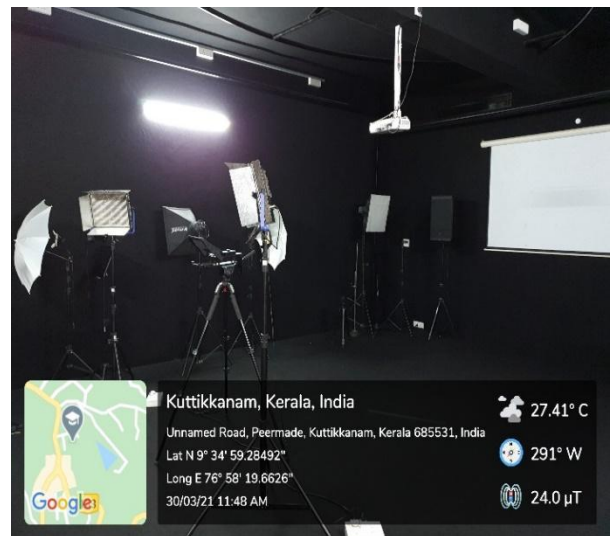 Kuttikkanam, Kerala, India
27.41° C
Unnamed Road, Peermade, Kuttikkanam, Kerala 685531, India
Lat N 9° 34' 59.28492"
291° W
Long E 76° 58' 19.6626"
30/03/21 11:48 AM
24.0 µT
Google